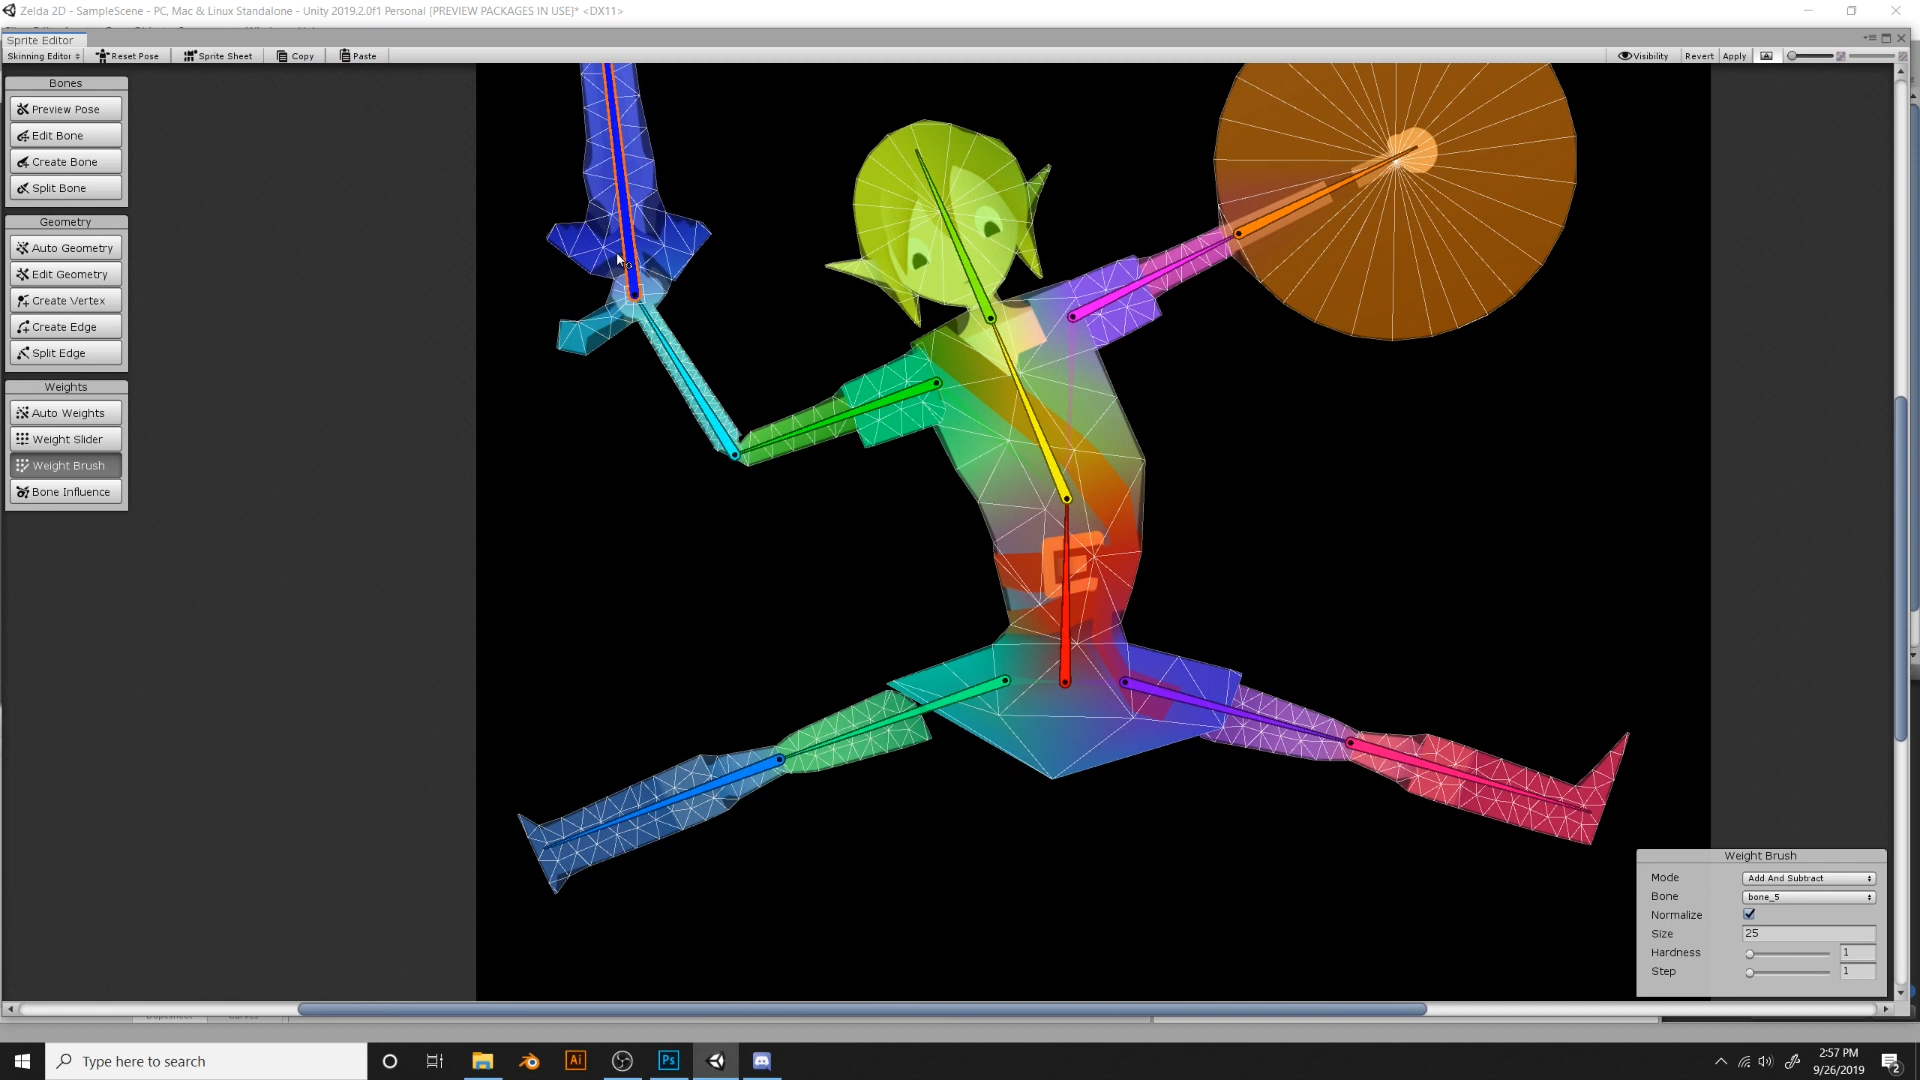 Zelda 2D - SampleScene - PC, Mac & Linux Standalone - Unity 2019.2.0f1 Personal [PREVIEW PACKAGES IN USE]* <DX11>
Sprite Editor
Skinning Editor Reset Pose Sprite Sheet Copy Paste Visibility Revert Apply
Bones
Preview Pose
Edit Bone
Create Bone
Split Bone
Geometry
Auto Geometry
Edit Geometry
Create Vertex
Create Edge
Split Edge
Weights
Auto Weights
Weight Slider
Weight Brush
Bone Influence
Weight Brush
Mode Add And Subtract
Bone bone_5
Normalize
Size 25
Hardness 1
Step 1
Type here to search
Ai
Ps
2:57 PM
9/26/2019
2